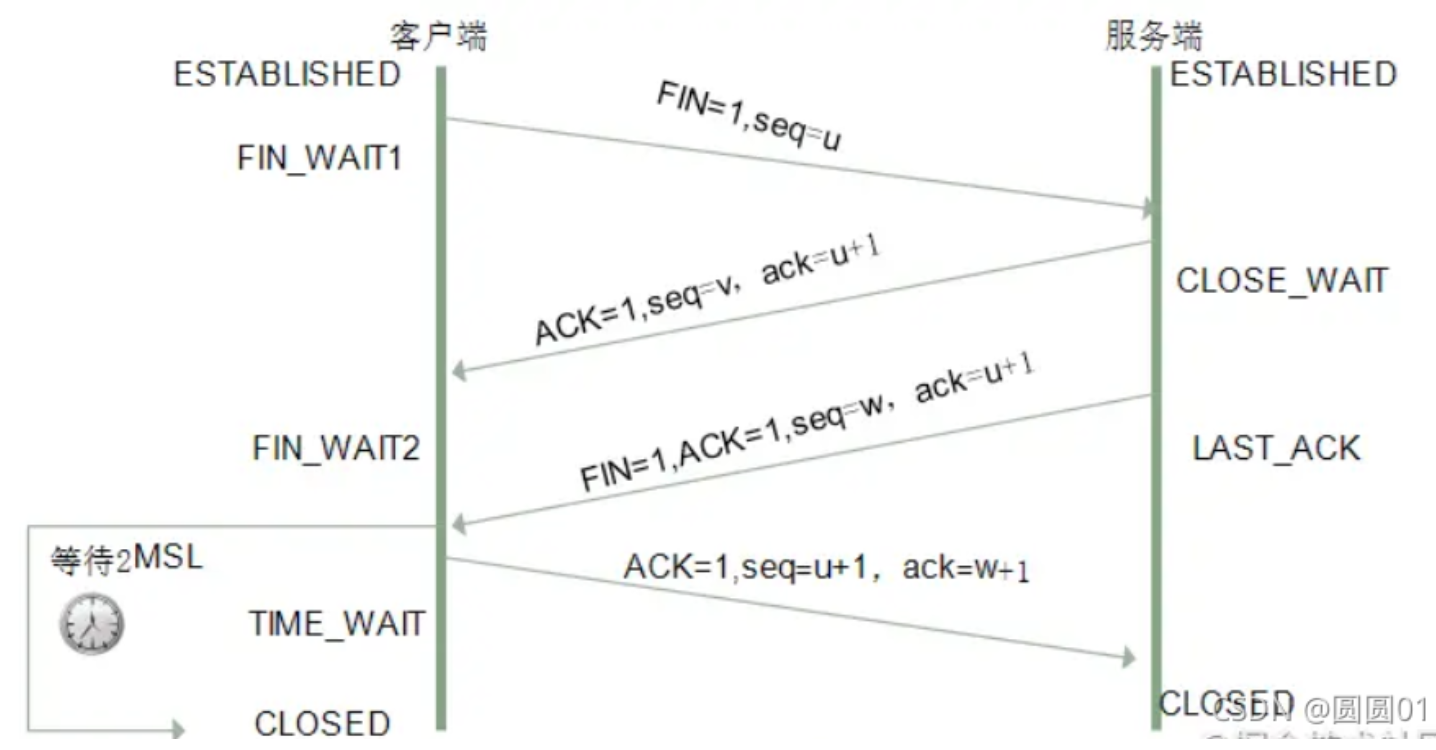 客户端
服务端
ESTABLISHED
ESTABLISHED
FIN=1,seq=u
FIN_WAIT1
ACK=1,seq=v，ack=u+1
CLOSE_WAIT
FIN=1,ACK=1,seq=w，ack=u+1
FIN_WAIT2
LAST_ACK
等待2MSL
ACK=1,seq=u+1，ack=w+1
TIME_WAIT
CLOSED
CLOSED
CSDN @圆圆01